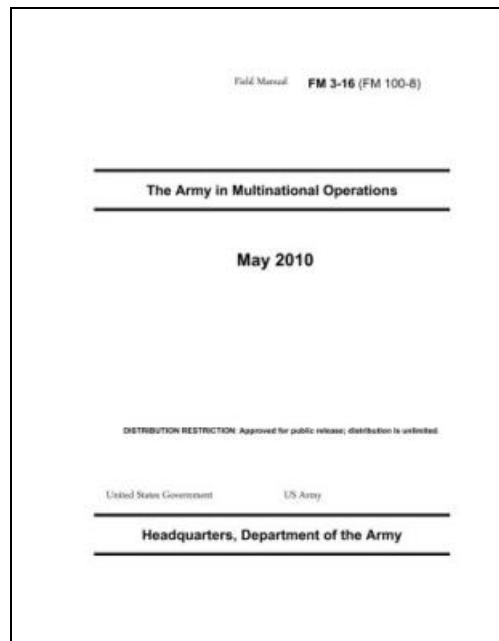 Field Manual FM 3-16 (FM 100-8)
The Army in Multinational Operations
May 2010
DISTRIBUTION RESTRICTION: Approved for public release; distribution is unlimited.
United States Government US Army
Headquarters, Department of the Army